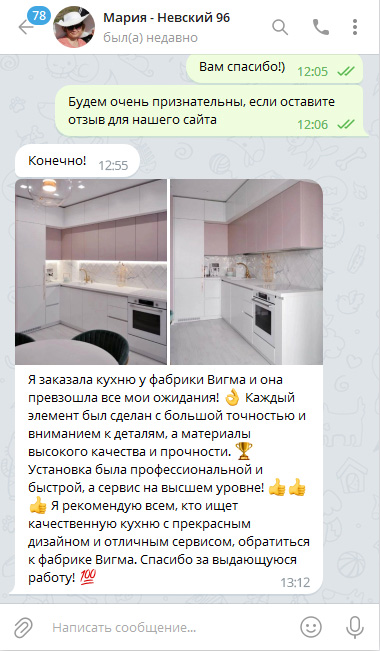 78
Мария - Невский 96
был(а) недавно
Вам спасибо!)
12:05
Будем очень признательны, если оставите
отзыв для нашего сайта
12:06
Конечно!
12:55
Я заказала кухню у фабрики Вигма и она
превзошла все мои ожидания! 👌 Каждый
элемент был сделан с большой точностью и
вниманием к деталям, а материалы
высокого качества и прочности. 🏆
Установка была профессиональной и
быстрой, а сервис на высшем уровне! 👍👍
👍 Я рекомендую всем, кто ищет
качественную кухню с прекрасным
дизайном и отличным сервисом, обратиться
к фабрике Вигма. Спасибо за выдающуюся
работу! 💯
13:12
Написать сообщение...